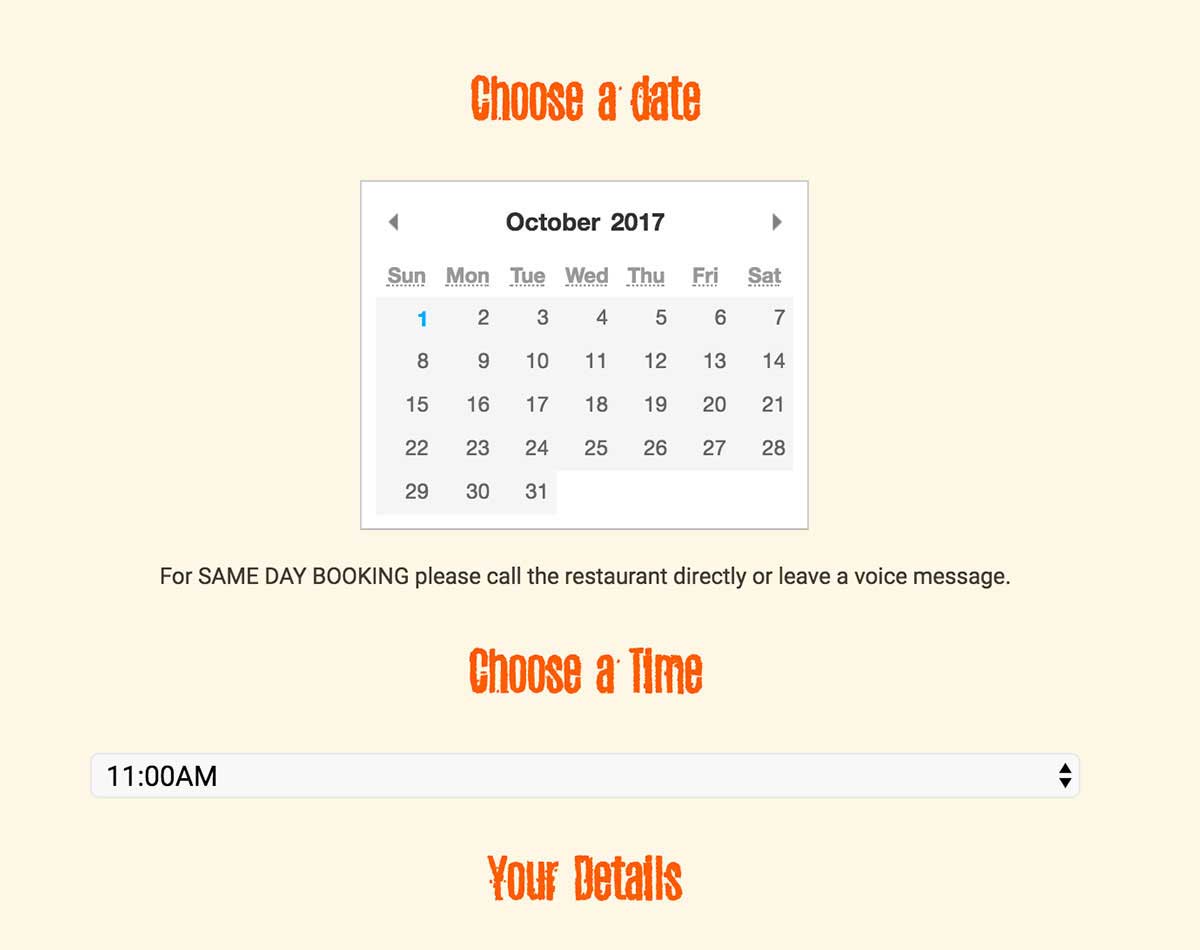 Choose a date
October 2017
Sun Mon Tue Wed Thu Fri Sat
1 2 3 4 5 6 7
8 9 10 11 12 13 14
15 16 17 18 19 20 21
22 23 24 25 26 27 28
29 30 31
For SAME DAY BOOKING please call the restaurant directly or leave a voice message.
Choose a Time
11:00AM
Your Details